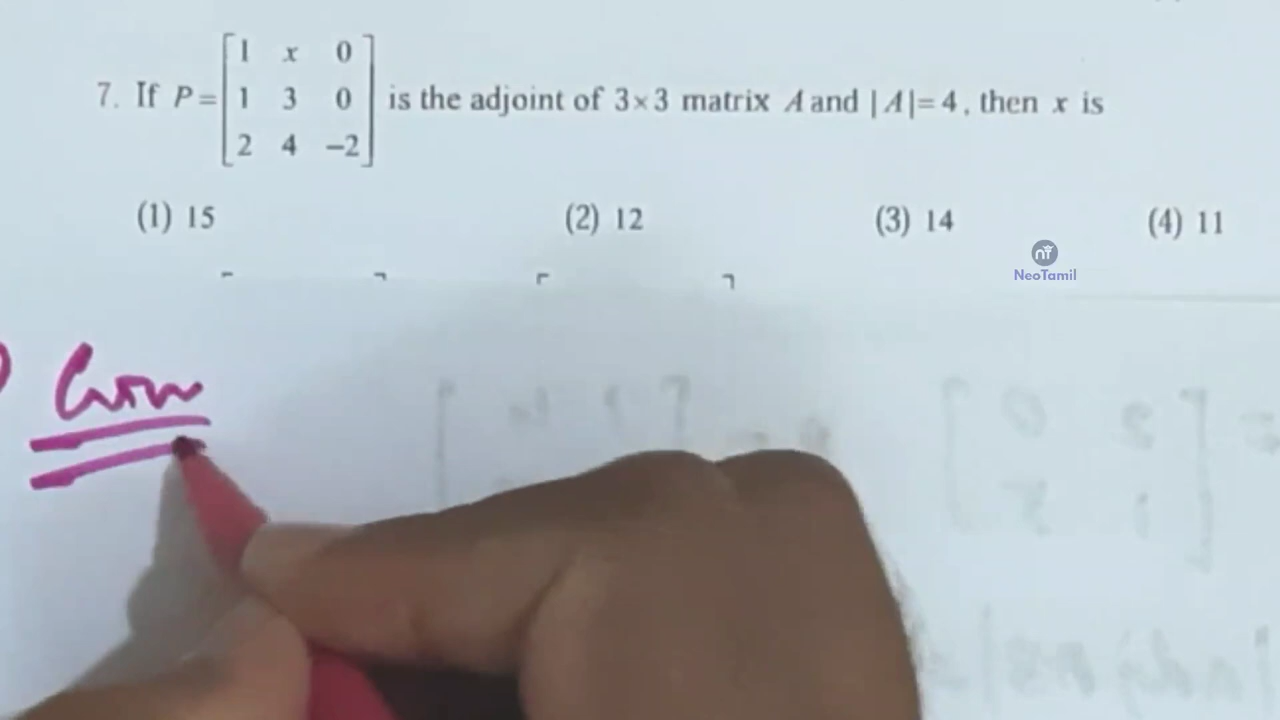 7. If P = [1 x 0
1 3 0
2 4 −2] is the adjoint of 3×3 matrix A and |A|= 4, then x is
(1) 15 (2) 12 (3) 14 (4) 11
NeoTamil